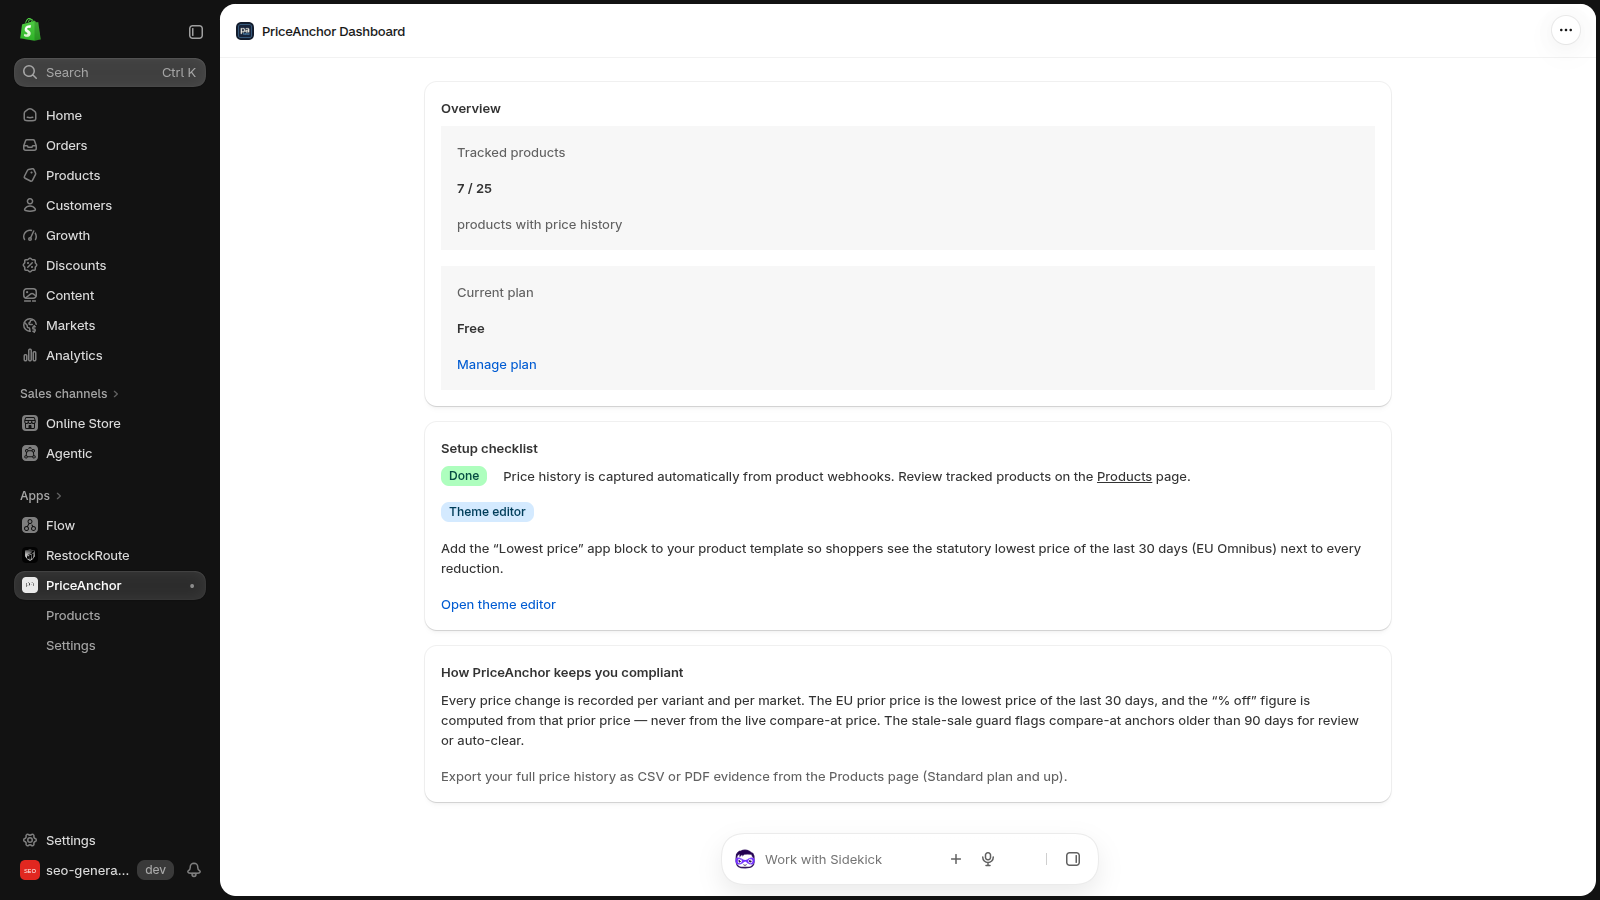 Search
Ctrl K
Home
Orders
Products
Customers
Growth
Discounts
Content
Markets
Analytics
Sales channels
Online Store
Agentic
Apps
Flow
RestockRoute
PriceAnchor
Products
Settings
Settings
SEO
seo-genera...
dev
pa
PriceAnchor Dashboard
Overview
Tracked products
7 / 25
products with price history
Current plan
Free
Manage plan
Setup checklist
Done
Price history is captured automatically from product webhooks. Review tracked products on the Products page.
Theme editor
Add the “Lowest price” app block to your product template so shoppers see the statutory lowest price of the last 30 days (EU Omnibus) next to every
reduction.
Open theme editor
How PriceAnchor keeps you compliant
Every price change is recorded per variant and per market. The EU prior price is the lowest price of the last 30 days, and the “% off” figure is
computed from that prior price — never from the live compare-at price. The stale-sale guard flags compare-at anchors older than 90 days for review
or auto-clear.
Export your full price history as CSV or PDF evidence from the Products page (Standard plan and up).
Work with Sidekick